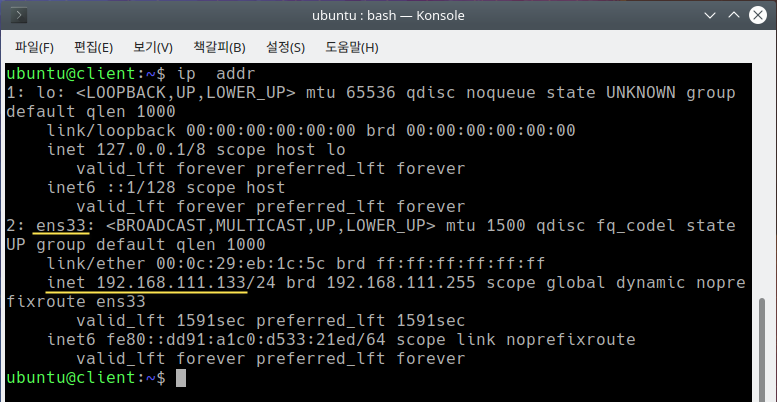 ubuntu : bash — Konsole
파일(F) 편집(E) 보기(V) 책갈피(B) 설정(S) 도움말(H)
ubuntu@client:~$ ip  addr
1: lo: <LOOPBACK,UP,LOWER_UP> mtu 65536 qdisc noqueue state UNKNOWN group
default qlen 1000
    link/loopback 00:00:00:00:00:00 brd 00:00:00:00:00:00
    inet 127.0.0.1/8 scope host lo
       valid_lft forever preferred_lft forever
    inet6 ::1/128 scope host
       valid_lft forever preferred_lft forever
2: ens33: <BROADCAST,MULTICAST,UP,LOWER_UP> mtu 1500 qdisc fq_codel state
UP group default qlen 1000
    link/ether 00:0c:29:eb:1c:5c brd ff:ff:ff:ff:ff:ff
    inet 192.168.111.133/24 brd 192.168.111.255 scope global dynamic nopre
fixroute ens33
       valid_lft 1591sec preferred_lft 1591sec
    inet6 fe80::dd91:a1c0:d533:21ed/64 scope link noprefixroute
       valid_lft forever preferred_lft forever
ubuntu@client:~$